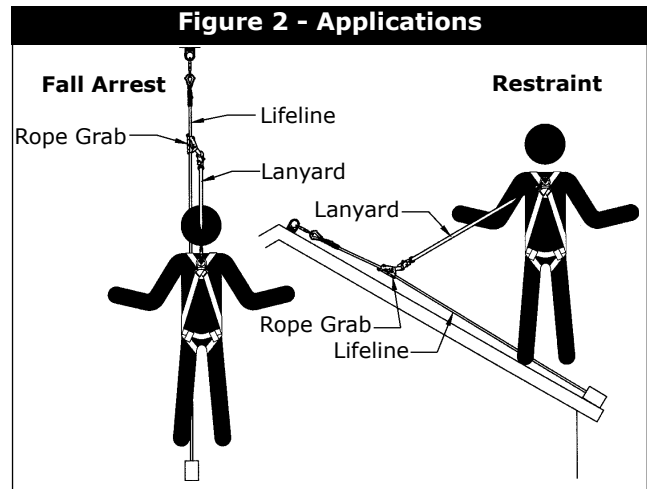 Figure 2 - Applications
Fall Arrest
Lifeline
Rope Grab
Lanyard
Restraint
Lanyard
Rope Grab
Lifeline